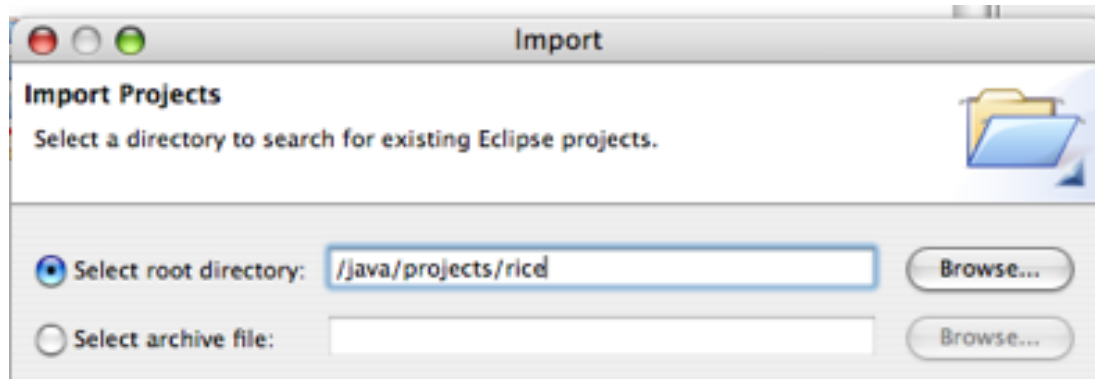 Import
Import Projects
Select a directory to search for existing Eclipse projects.
Select root directory: /java/projects/rice Browse...
Select archive file: Browse...